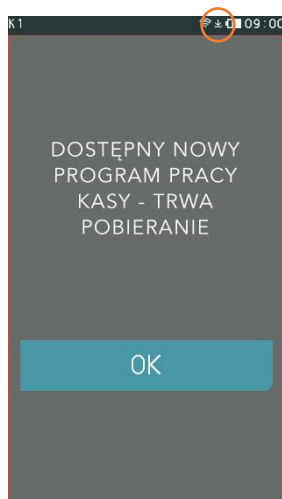 K1 09:00
DOSTĘPNY NOWY
PROGRAM PRACY
KASY - TRWA
POBIERANIE
OK